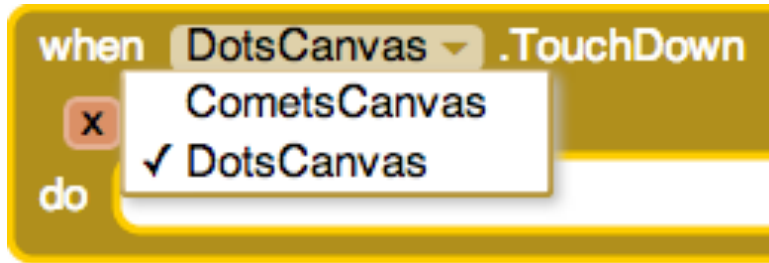 when DotsCanvas .TouchDown
CometsCanvas
x
✓ DotsCanvas
do